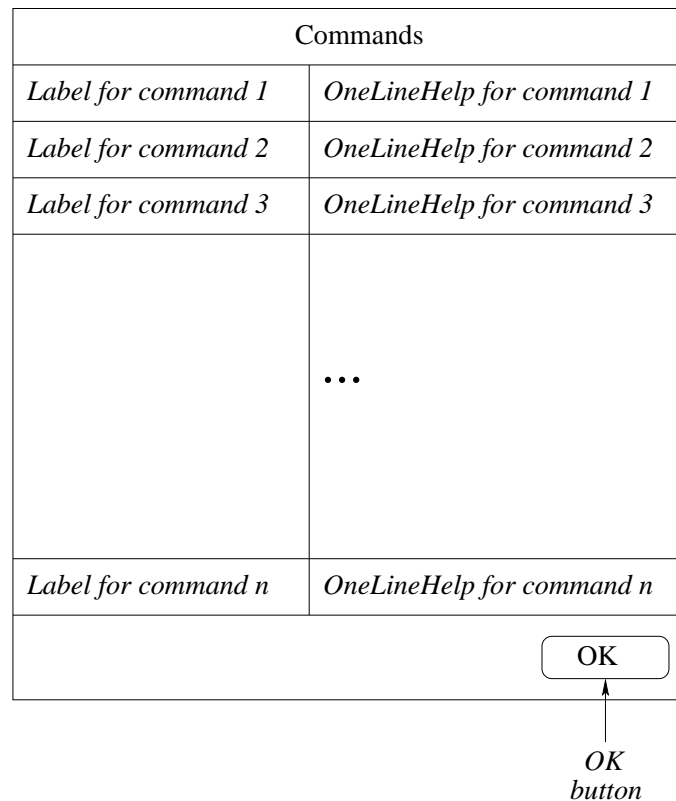 Commands
Label for command 1 OneLineHelp for command 1
Label for command 2 OneLineHelp for command 2
Label for command 3 OneLineHelp for command 3
...
Label for command n OneLineHelp for command n
OK
OK
button